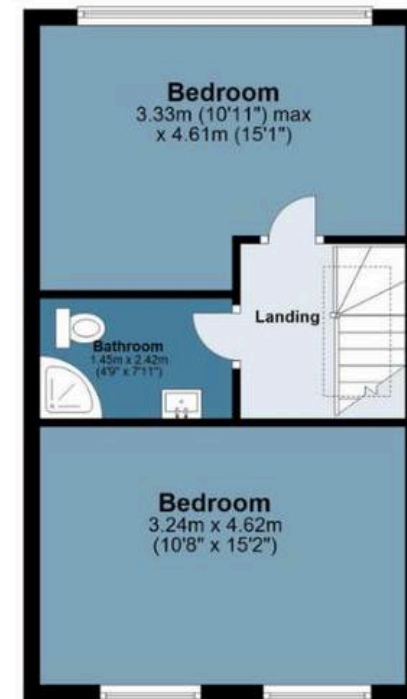 Bedroom
3.33m (10'11") max
x 4.61m (15'1")
Landing
Bathroom
1.45m x 2.42m
(4'9" x 7'11")
Bedroom
3.24m x 4.62m
(10'8" x 15'2")